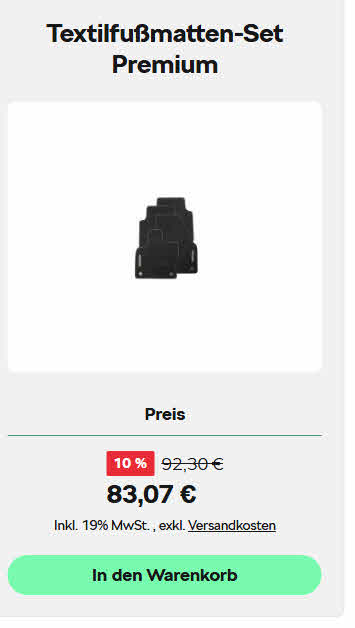 Textilfußmatten-Set
Premium
Preis
10 % 92,30 €
83,07 €
Inkl. 19% MwSt. , exkl. Versandkosten
In den Warenkorb